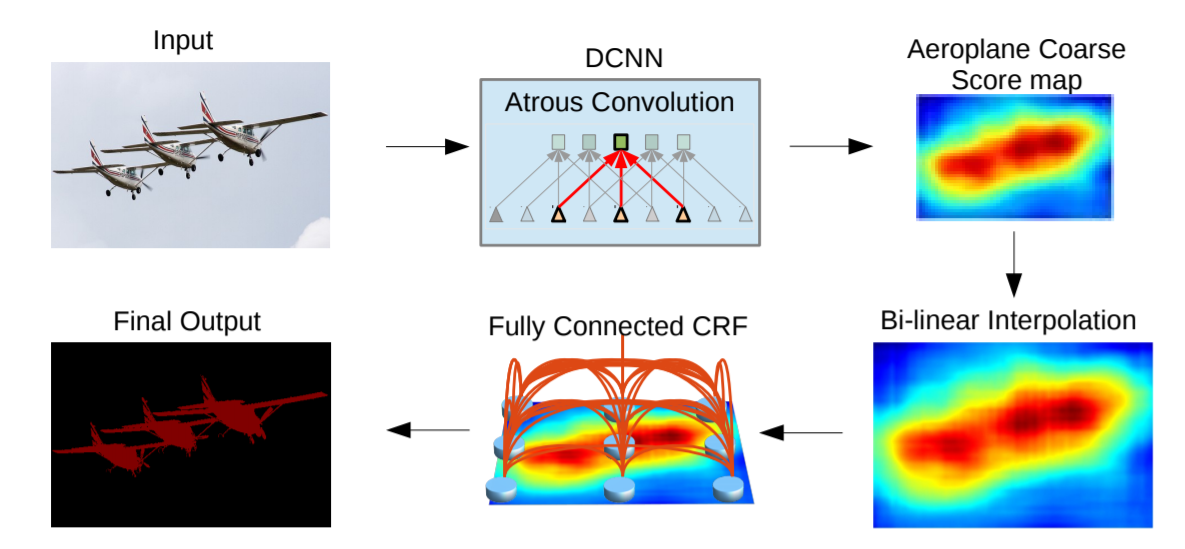 Input
DCNN
Atrous Convolution
Aeroplane Coarse
Score map
Final Output
Fully Connected CRF
Bi-linear Interpolation